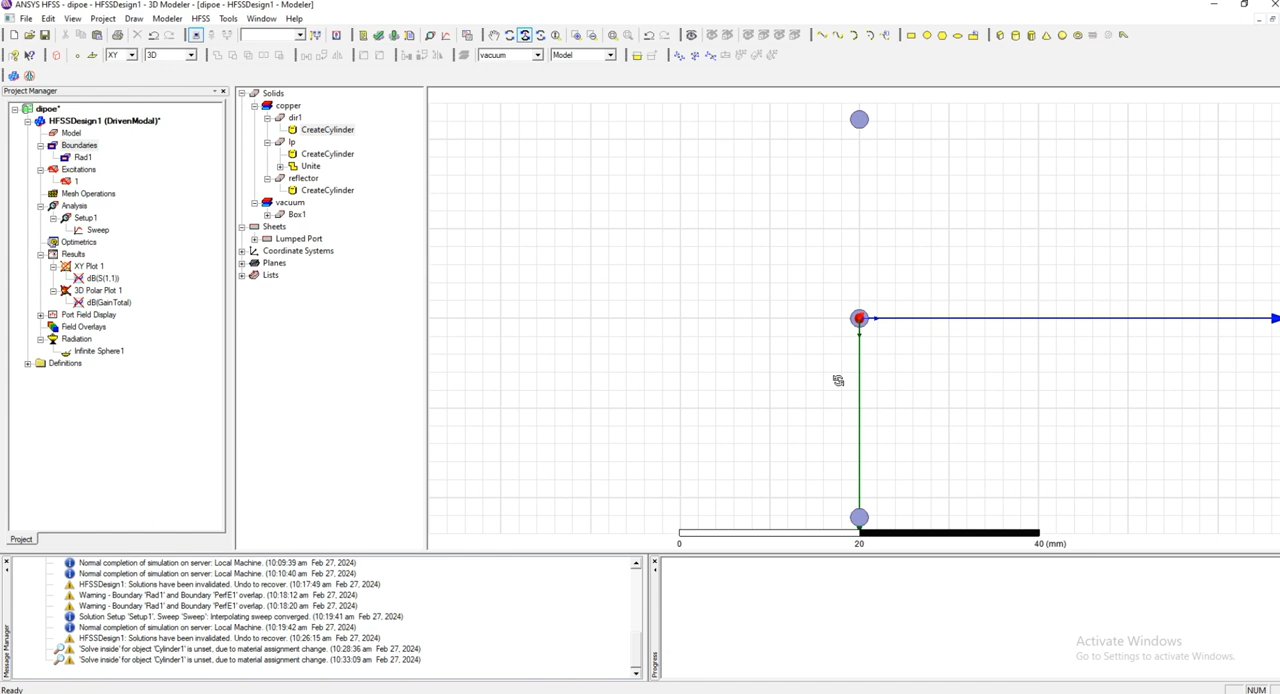 ANSYS HFSS - dipoe - HFSSDesign1 - 3D Modeler - [dipoe - HFSSDesign1 - Modeler]
File Edit View Project Draw Modeler HFSS Tools Window Help
XY 3D vacuum Model
Project Manager
dipoe*
HFSSDesign1 (DrivenModal)*
Model
Boundaries
Rad1
Excitations
1
Mesh Operations
Analysis
Setup1
Sweep
Optimetrics
Results
XY Plot 1
dB(S(1,1))
3D Polar Plot 1
dB(GainTotal)
Port Field Display
Field Overlays
Radiation
Infinite Sphere1
Definitions
Project
Solids
copper
dir1
CreateCylinder
lp
CreateCylinder
Unite
reflector
CreateCylinder
vacuum
Box1
Sheets
Lumped Port
Coordinate Systems
Planes
Lists
0 20 40 (mm)
Normal completion of simulation on server: Local Machine. (10:09:39 am Feb 27, 2024)
Normal completion of simulation on server: Local Machine. (10:10:40 am Feb 27, 2024)
HFSSDesign1: Solutions have been invalidated. Undo to recover. (10:17:49 am Feb 27, 2024)
Warning - Boundary 'Rad1' and Boundary 'PerfE1' overlap. (10:18:12 am Feb 27, 2024)
Warning - Boundary 'Rad1' and Boundary 'PerfE1' overlap. (10:18:20 am Feb 27, 2024)
Solution Setup 'Setup1', Sweep 'Sweep': Interpolating sweep converged. (10:19:41 am Feb 27, 2024)
Normal completion of simulation on server: Local Machine. (10:19:42 am Feb 27, 2024)
HFSSDesign1: Solutions have been invalidated. Undo to recover. (10:26:15 am Feb 27, 2024)
'Solve inside' for object 'Cylinder1' is unset, due to material assignment change. (10:28:36 am Feb 27, 2024)
'Solve inside' for object 'Cylinder1' is unset, due to material assignment change. (10:33:09 am Feb 27, 2024)
Message Manager
Progress
Activate Windows
Go to Settings to activate Windows.
Ready
NUM